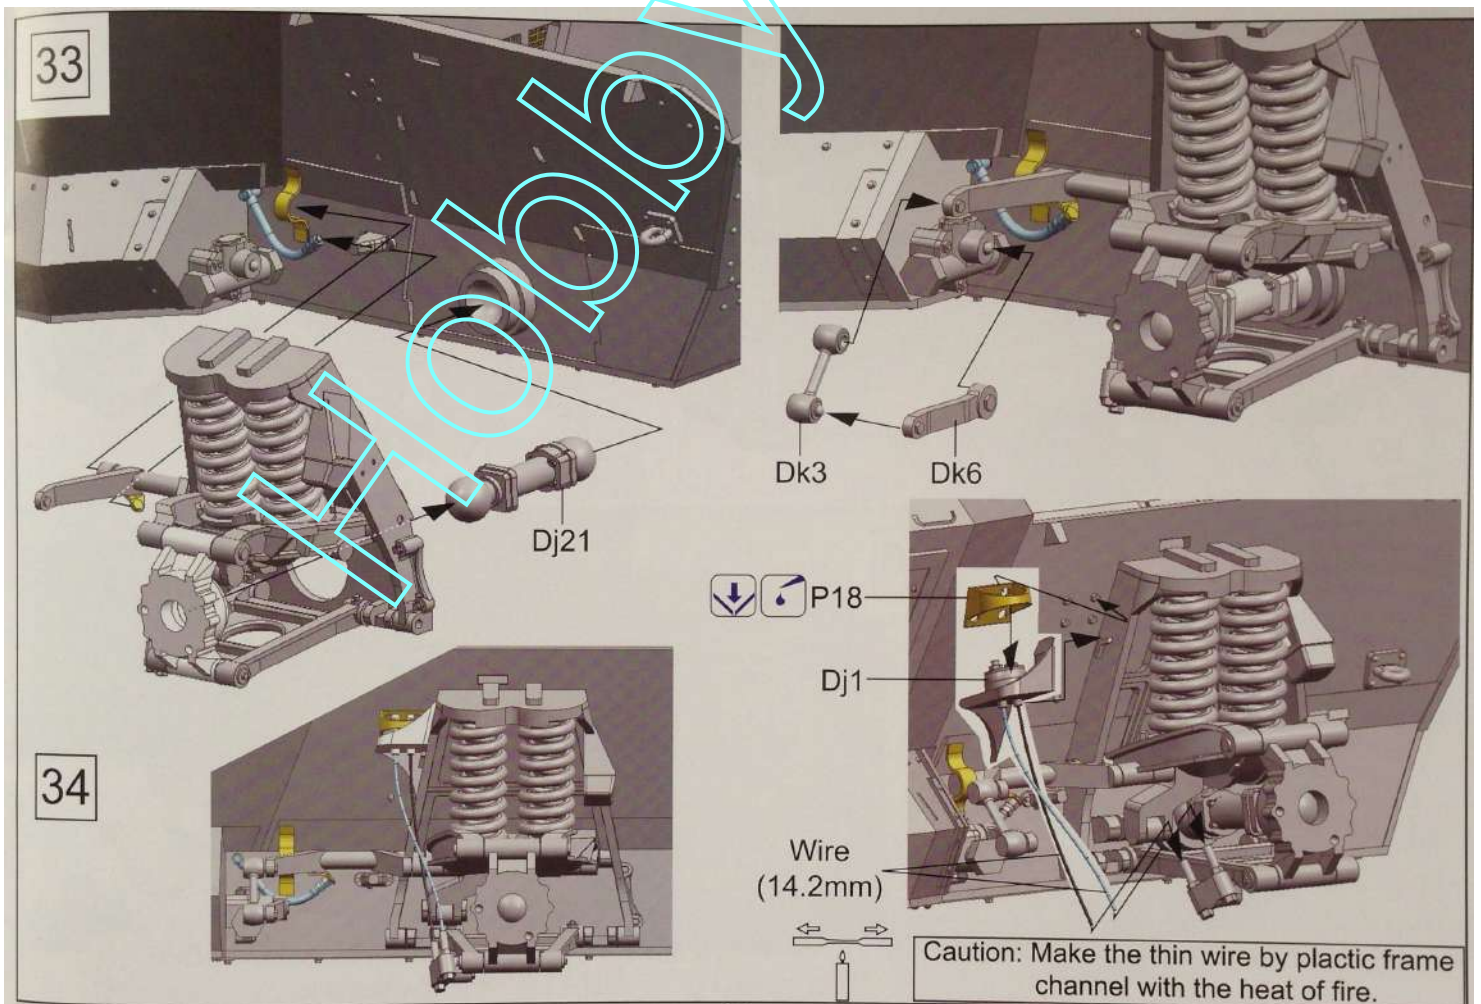 33
Dj21
Dk3
Dk6
P18
Dj1
34
Wire
(14.2mm)
Caution: Make the thin wire by plactic frame
channel with the heat of fire.
Hobby